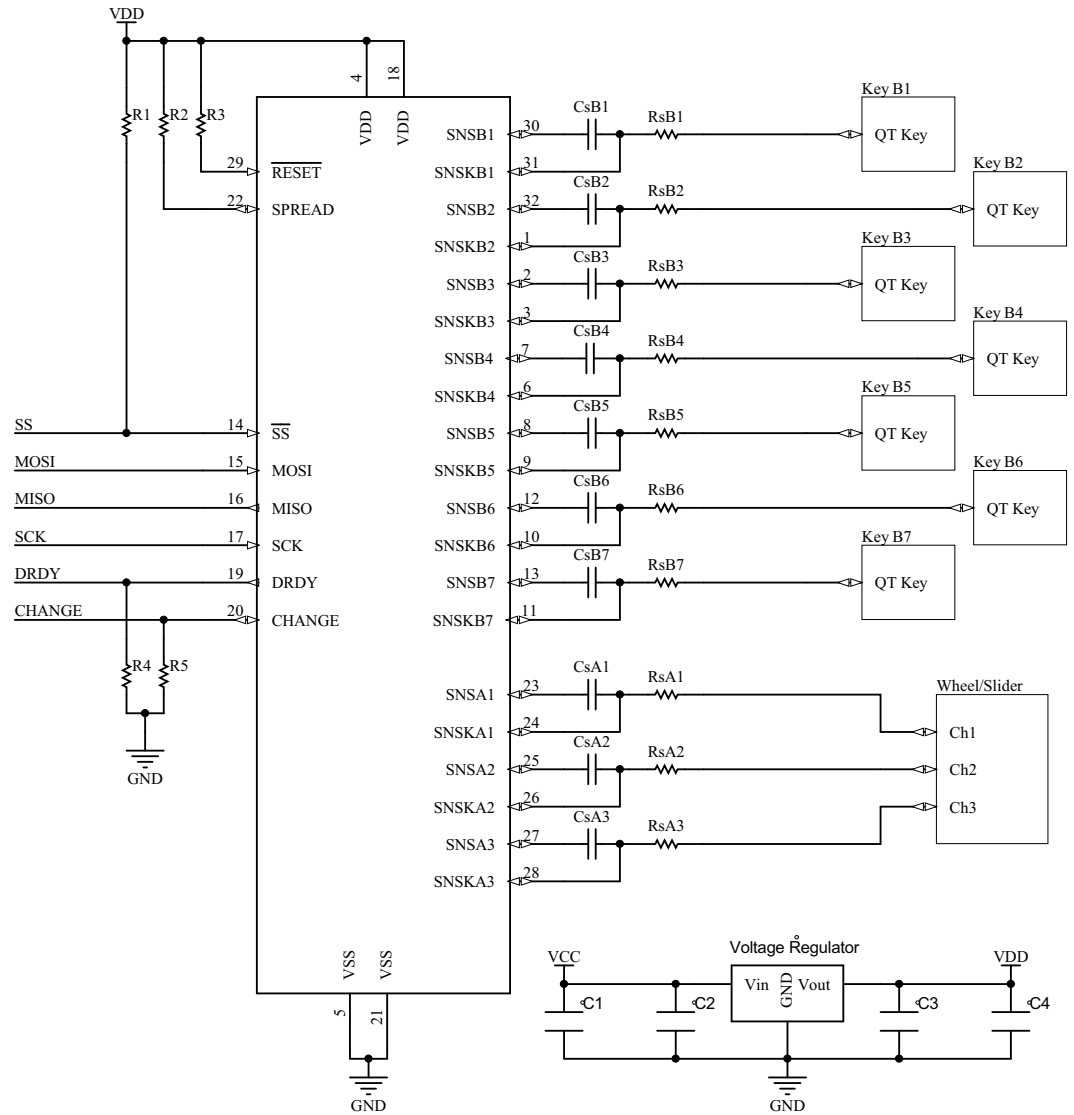 VDD
R1 R2 R3
4
18
VDD
VDD
29 RESET
22 SPREAD
SS 14 SS
MOSI 15 MOSI
MISO 16 MISO
SCK 17 SCK
DRDY 19 DRDY
CHANGE 20 CHANGE
R4 R5
GND
SNSB1 30 CsB1 RsB1 Key B1 QT Key
SNSKB1 31
SNSB2 32 CsB2 RsB2 Key B2 QT Key
SNSKB2 1
SNSB3 2 CsB3 RsB3 Key B3 QT Key
SNSKB3 3
SNSB4 7 CsB4 RsB4 Key B4 QT Key
SNSKB4 6
SNSB5 8 CsB5 RsB5 Key B5 QT Key
SNSKB5 9
SNSB6 12 CsB6 RsB6 Key B6 QT Key
SNSKB6 10
SNSB7 13 CsB7 RsB7 Key B7 QT Key
SNSKB7 11
SNSA1 23 CsA1 RsA1 Wheel/Slider
SNSKA1 24 Ch1
SNSA2 25 CsA2 RsA2 Ch2
SNSKA2 26 Ch3
SNSA3 27 CsA3 RsA3
SNSKA3 28
VSS
VSS
5
21
GND
Voltage Regulator
VCC VDD
Vin GND Vout
C1 C2 C3 C4
GND